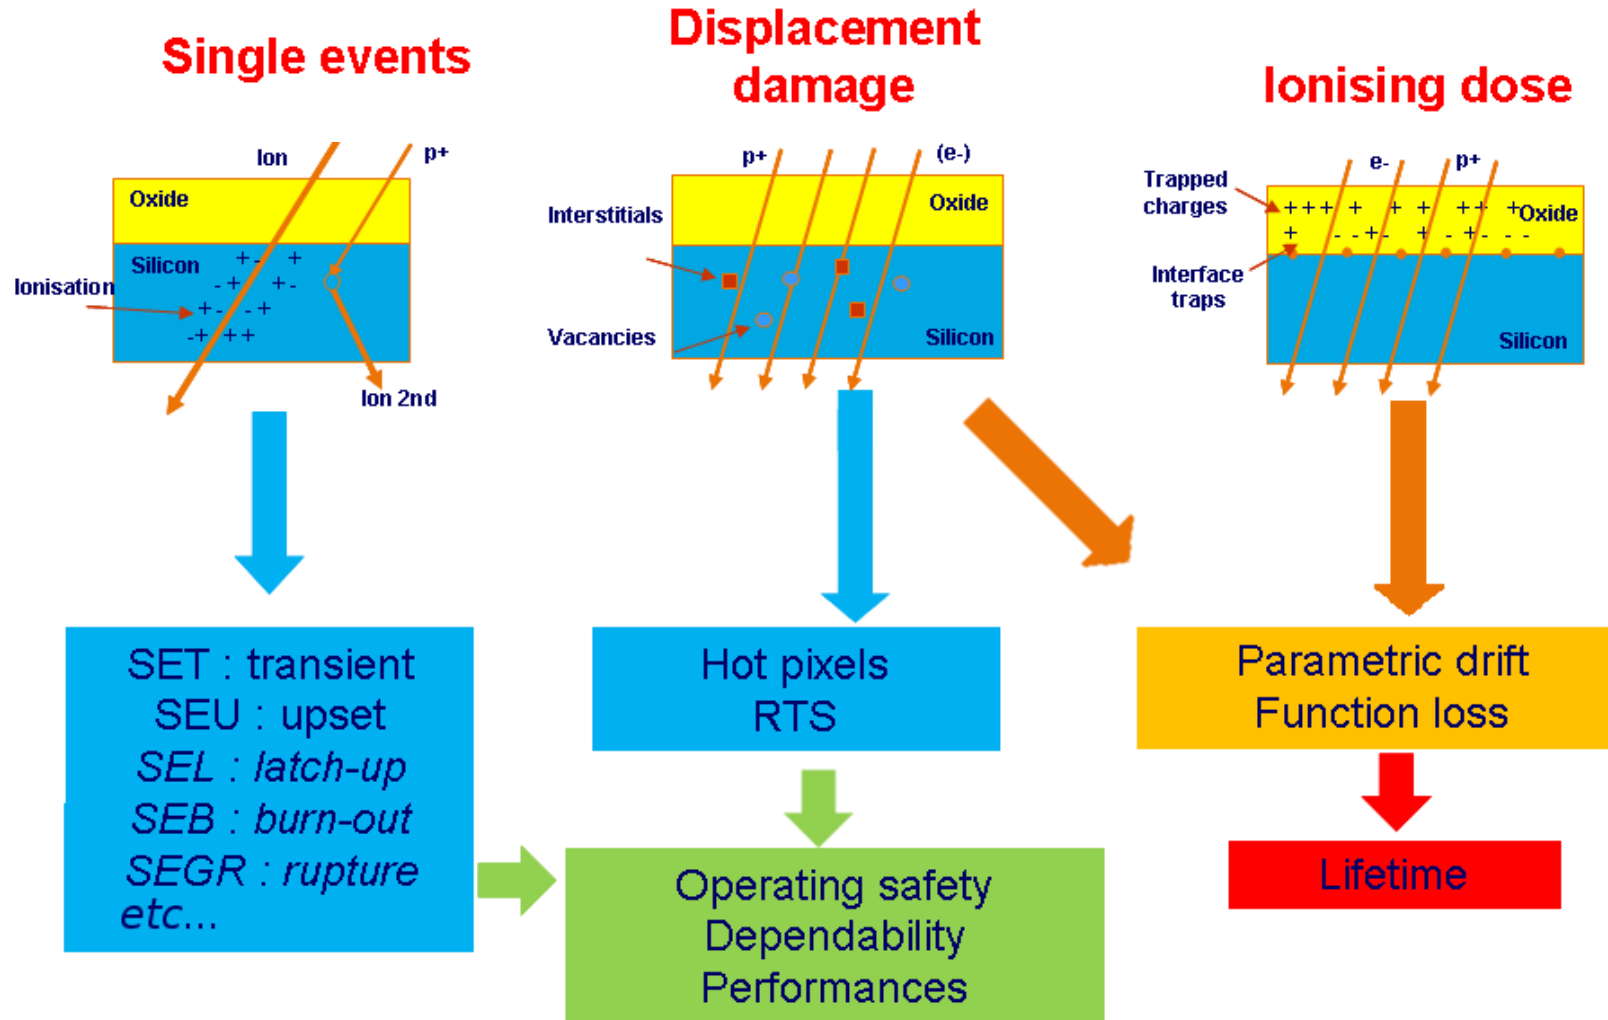 Single events
Displacement
damage
Ionising dose
Ion
p+
Oxide
Silicon
+- +
-+ +-
Ionisation
+- -+
-+ ++
Ion 2nd
p+
(e-)
Interstitials
Oxide
Vacancies
Silicon
e-
p+
Trapped
charges
+++ + + + ++ +
Oxide
+ --+- + -+- --
Interface
traps
Silicon
SET : transient
SEU : upset
SEL : latch-up
SEB : burn-out
SEGR : rupture
etc...
Hot pixels
RTS
Parametric drift
Function loss
Operating safety
Dependability
Performances
Lifetime